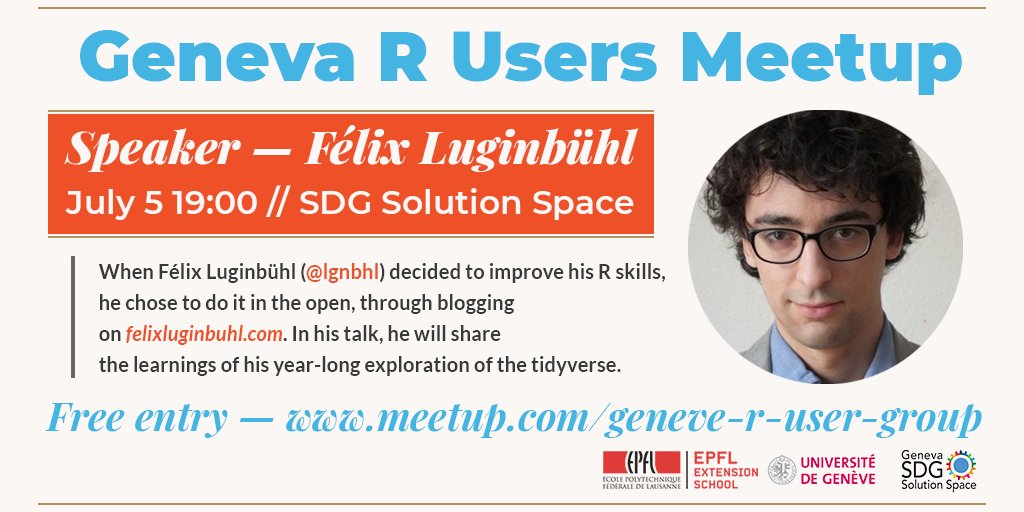 Geneva R Users Meetup
Speaker — Félix Luginbühl
July 5 19:00 // SDG Solution Space
When Félix Luginbühl (@lgnbhl) decided to improve his R skills,
he chose to do it in the open, through blogging
on felixluginbuhl.com. In his talk, he will share
the learnings of his year-long exploration of the tidyverse.
Free entry — www.meetup.com/geneve-r-user-group
EPFL
ÉCOLE POLYTECHNIQUE
FÉDÉRALE DE LAUSANNE
EPFL
EXTENSION
SCHOOL
UNIVERSITÉ
DE GENÈVE
Geneva
SDG
Solution Space